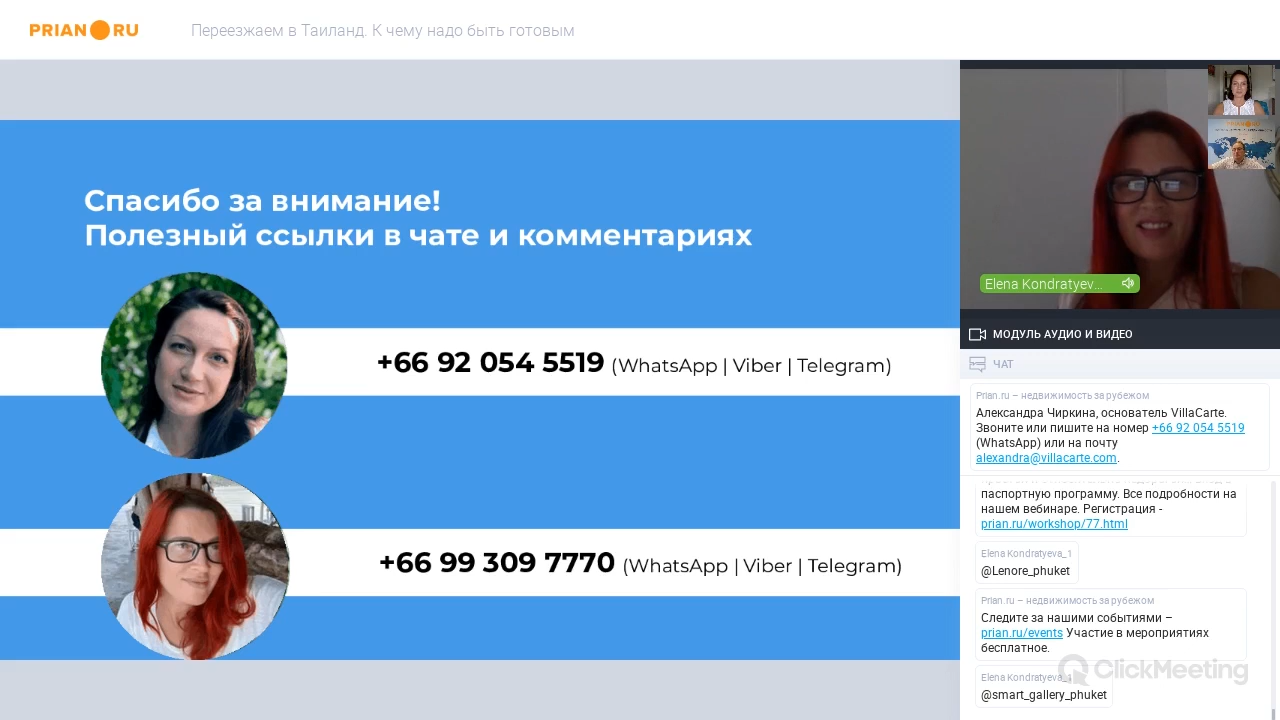 PRIAN RU
Переезжаем в Таиланд. К чему надо быть готовым
Спасибо за внимание!
Полезный ссылки в чате и комментариях
+66 92 054 5519 (WhatsApp | Viber | Telegram)
+66 99 309 7770 (WhatsApp | Viber | Telegram)
Elena Kondratyev...
МОДУЛЬ АУДИО И ВИДЕО
ЧАТ
Prian.ru – недвижимость за рубежом
Александра Чиркина, основатель VillaCarte.
Звоните или пишите на номер +66 92 054 5519
(WhatsApp) или на почту
alexandra@villacarte.com.
паспортную программу. Все подробности на
нашем вебинаре. Регистрация -
prian.ru/workshop/77.html
Elena Kondratyeva_1
@Lenore_phuket
Prian.ru – недвижимость за рубежом
Следите за нашими событиями –
prian.ru/events Участие в мероприятиях
бесплатное.
ClickMeeting
Elena Kondratyeva_1
@smart_gallery_phuket